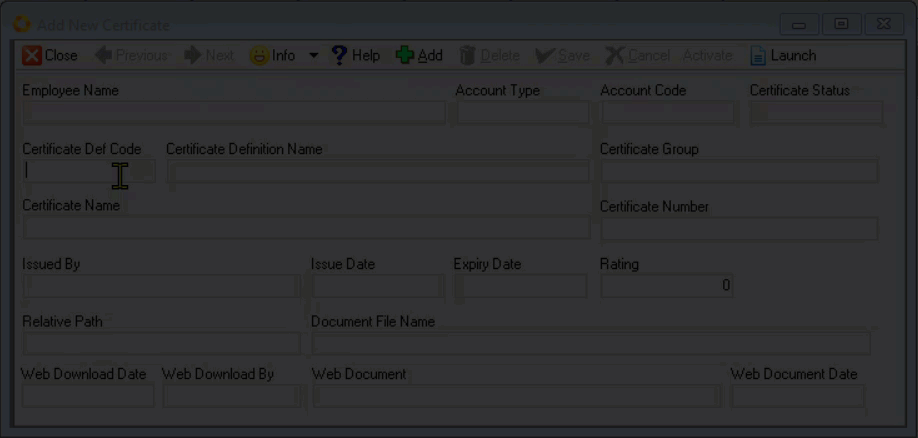 Add New Certificate
Close Previous Next Info Help Add Delete Save Cancel Activate Launch
Employee Name Account Type Account Code Certificate Status
Certificate Def Code Certificate Definition Name Certificate Group
Certificate Name Certificate Number
Issued By Issue Date Expiry Date Rating
0
Relative Path Document File Name
Web Download Date Web Download By Web Document Web Document Date